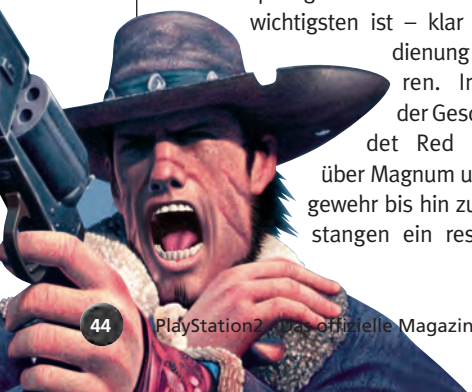 wichtigsten ist – klar
dienung
ren. In
der Gesc
det Red
über Magnum u
gewehr bis hin zu
stangen ein res
44 PlayStation2 Das offizielle Magazin